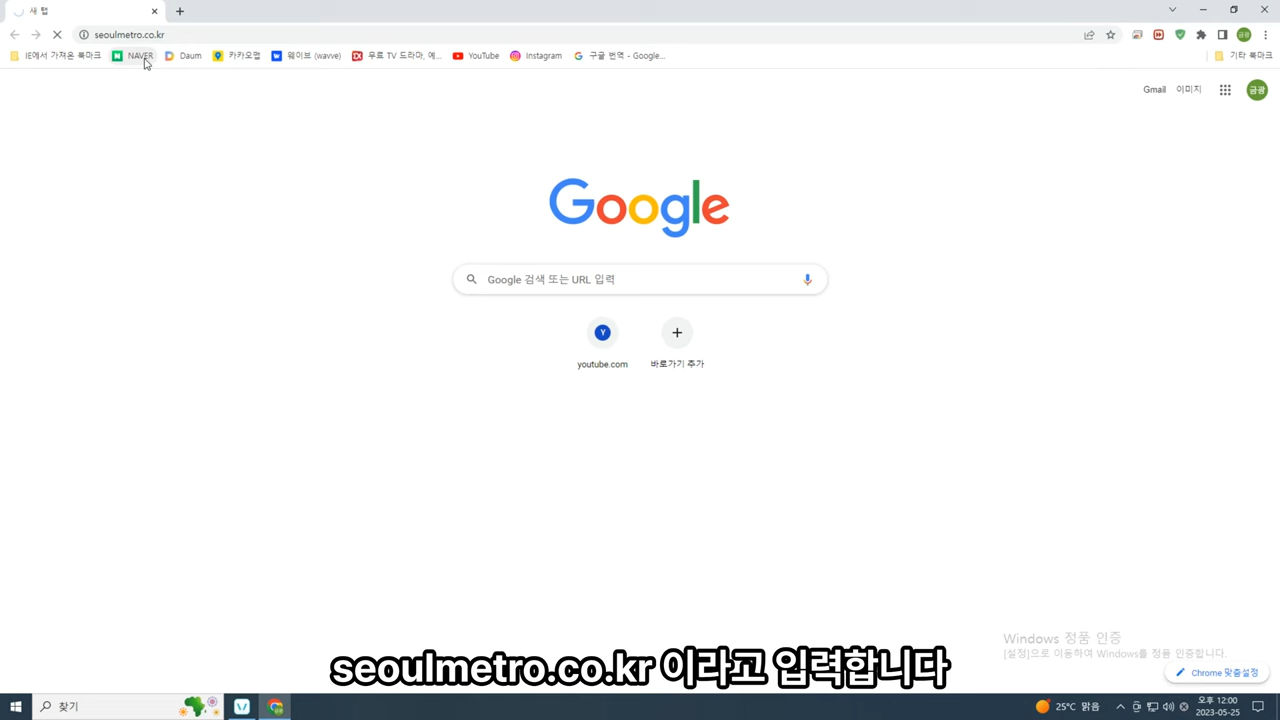 새 탭
seoulmetro.co.kr
IE에서 가져온 북마크 NAVER Daum 카카오맵 웨이브 (wavve) 무료 TV 드라마, 예... YouTube Instagram 구글 번역 - Google... 기타 북마크
Gmail 이미지 금광
Google
Google 검색 또는 URL 입력
Y
youtube.com 바로가기 추가
Windows 정품 인증
[설정]으로 이동하여 Windows를 정품 인증합니다.
Chrome 맞춤설정
seoulmetro.co.kr 이라고 입력합니다
찾기 25°C 맑음 오후 12:00
2023-05-25